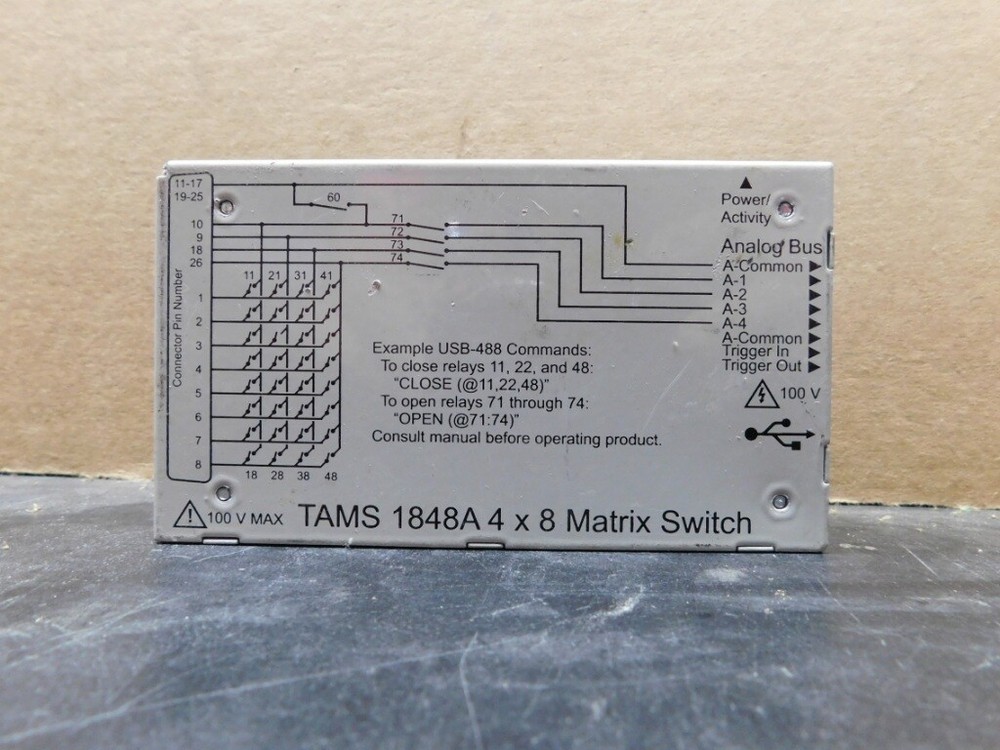 11-17
19-25
60
10
9
18
26
71
72
73
74
11 21 31 41
Connector Pin Number
1
2
3
4
5
6
7
8
18 28 38 48
Power/
Activity
Analog Bus
A-Common
A-1
A-2
A-3
A-4
A-Common
Trigger In
Trigger Out
100 V
Example USB-488 Commands:
To close relays 11, 22, and 48:
"CLOSE (@11,22,48)"
To open relays 71 through 74:
"OPEN (@71:74)"
Consult manual before operating product.
100 V MAX
TAMS 1848A 4 x 8 Matrix Switch